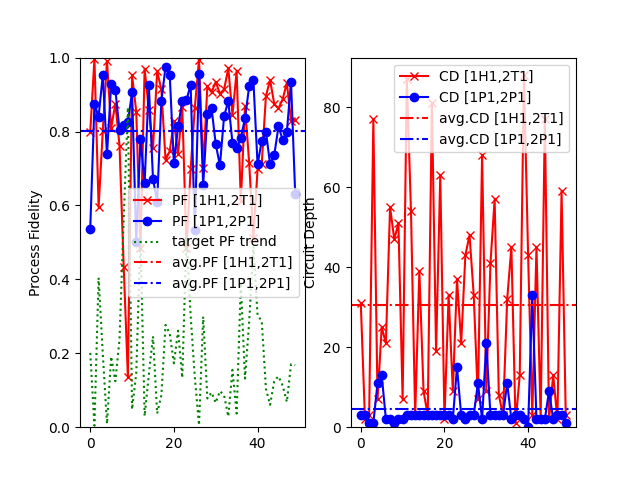 Process Fidelity
1.0
0.8
0.6
0.4
0.2
0.0
0
20
40
PF [1H1,2T1]
PF [1P1,2P1]
target PF trend
avg.PF [1H1,2T1]
avg.PF [1P1,2P1]
Circuit Depth
80
60
40
20
0
0
20
40
CD [1H1,2T1]
CD [1P1,2P1]
avg.CD [1H1,2T1]
avg.CD [1P1,2P1]